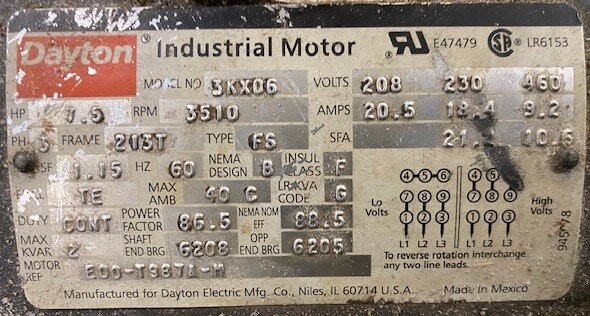 Dayton ® Industrial Motor E47479 LR6153
MODEL NO 3KX06 VOLTS 208 230 460
HP 7.5 RPM 3510 AMPS 20.5 18.4 9.2
PH 3 FRAME 213T TYPE FS SFA 10.6
SF 1.15 HZ 60 NEMA DESIGN B INSUL CLASS F
TE MAX AMB 40 C LR KVA CODE G
DUTY CONT POWER FACTOR 86.5 NEMA NOM EFF 88.5
MAX KVAR 2 SHAFT END BRG 6208 OPP END BRG 6205
MOTOR REF E00-T987A-M
Lo Volts
4 5 6
7 8 9
1 2 3
L1 L2 L3
4 5 6
7 8 9
1 2 3
L1 L2 L3
High Volts
To reverse rotation interchange
any two line leads.
Manufactured for Dayton Electric Mfg. Co., Niles, IL 60714 U.S.A. Made in Mexico